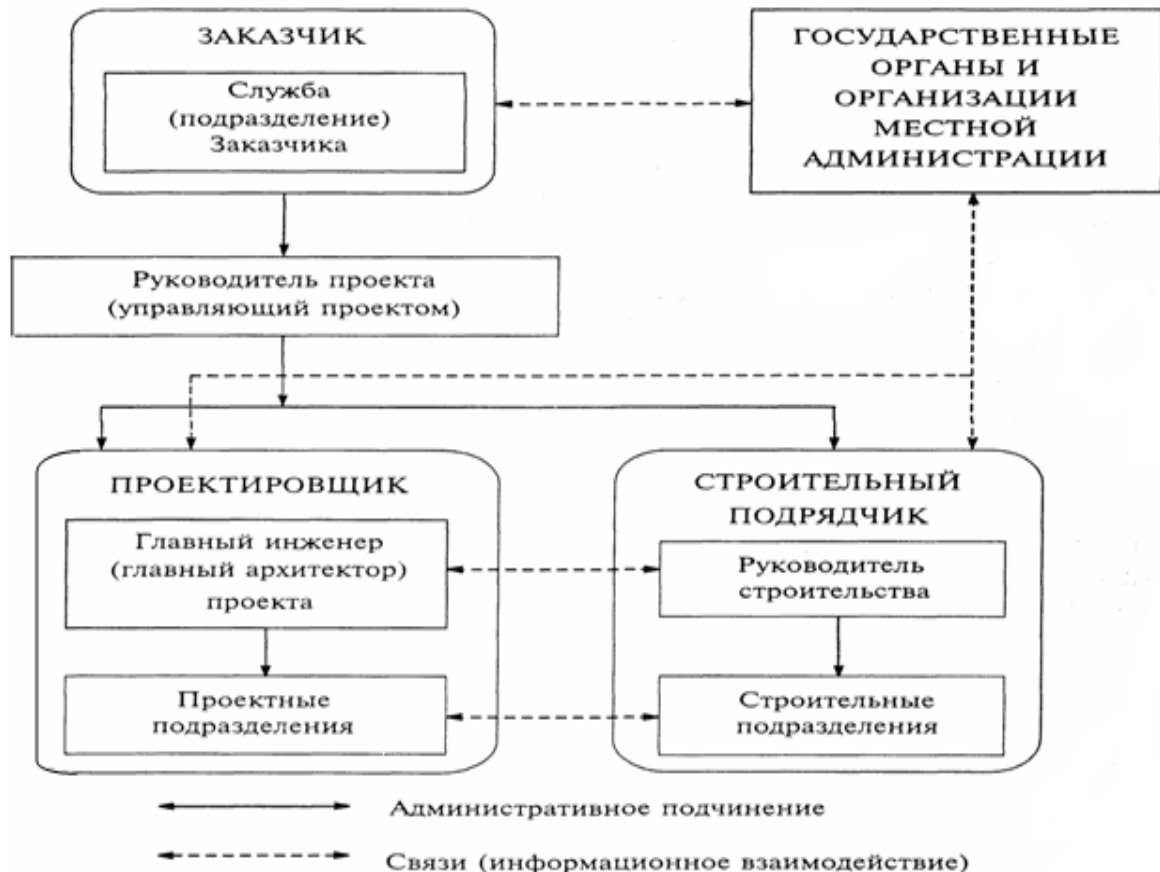 ЗАКАЗЧИК
Служба
(подразделение)
Заказчика
ГОСУДАРСТВЕННЫЕ
ОРГАНЫ И
ОРГАНИЗАЦИИ
МЕСТНОЙ
АДМИНИСТРАЦИИ
Руководитель проекта
(управляющий проектом)
ПРОЕКТИРОВЩИК
Главный инженер
(главный архитектор)
проекта
Проектные
подразделения
СТРОИТЕЛЬНЫЙ
ПОДРЯДЧИК
Руководитель
строительства
Строительные
подразделения
Административное подчинение
Связи (информационное взаимодействие)